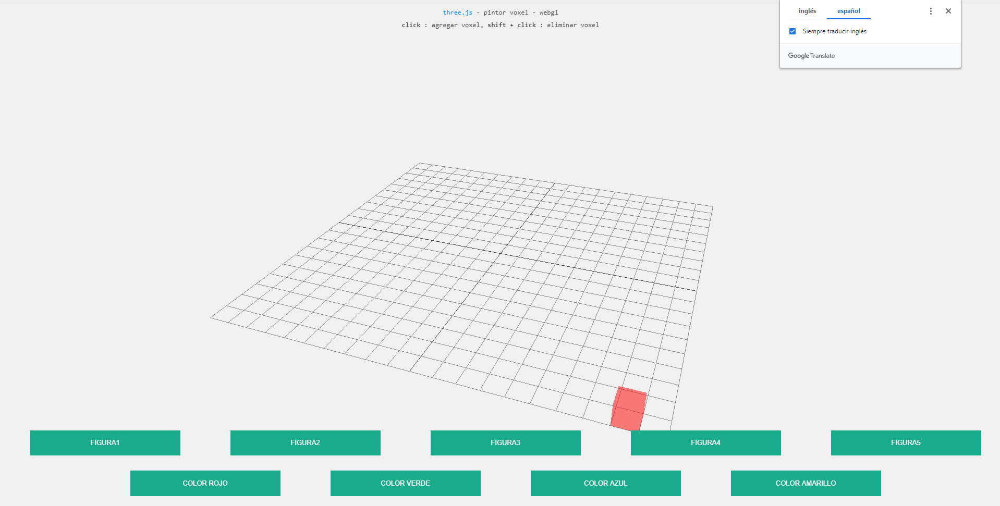 three.js - pintor voxel - webgl
click : agregar voxel, shift + click : eliminar voxel
inglés español
Siempre traducir inglés
Google Translate
FIGURA1 FIGURA2 FIGURA3 FIGURA4 FIGURA5
COLOR ROJO COLOR VERDE COLOR AZUL COLOR AMARILLO